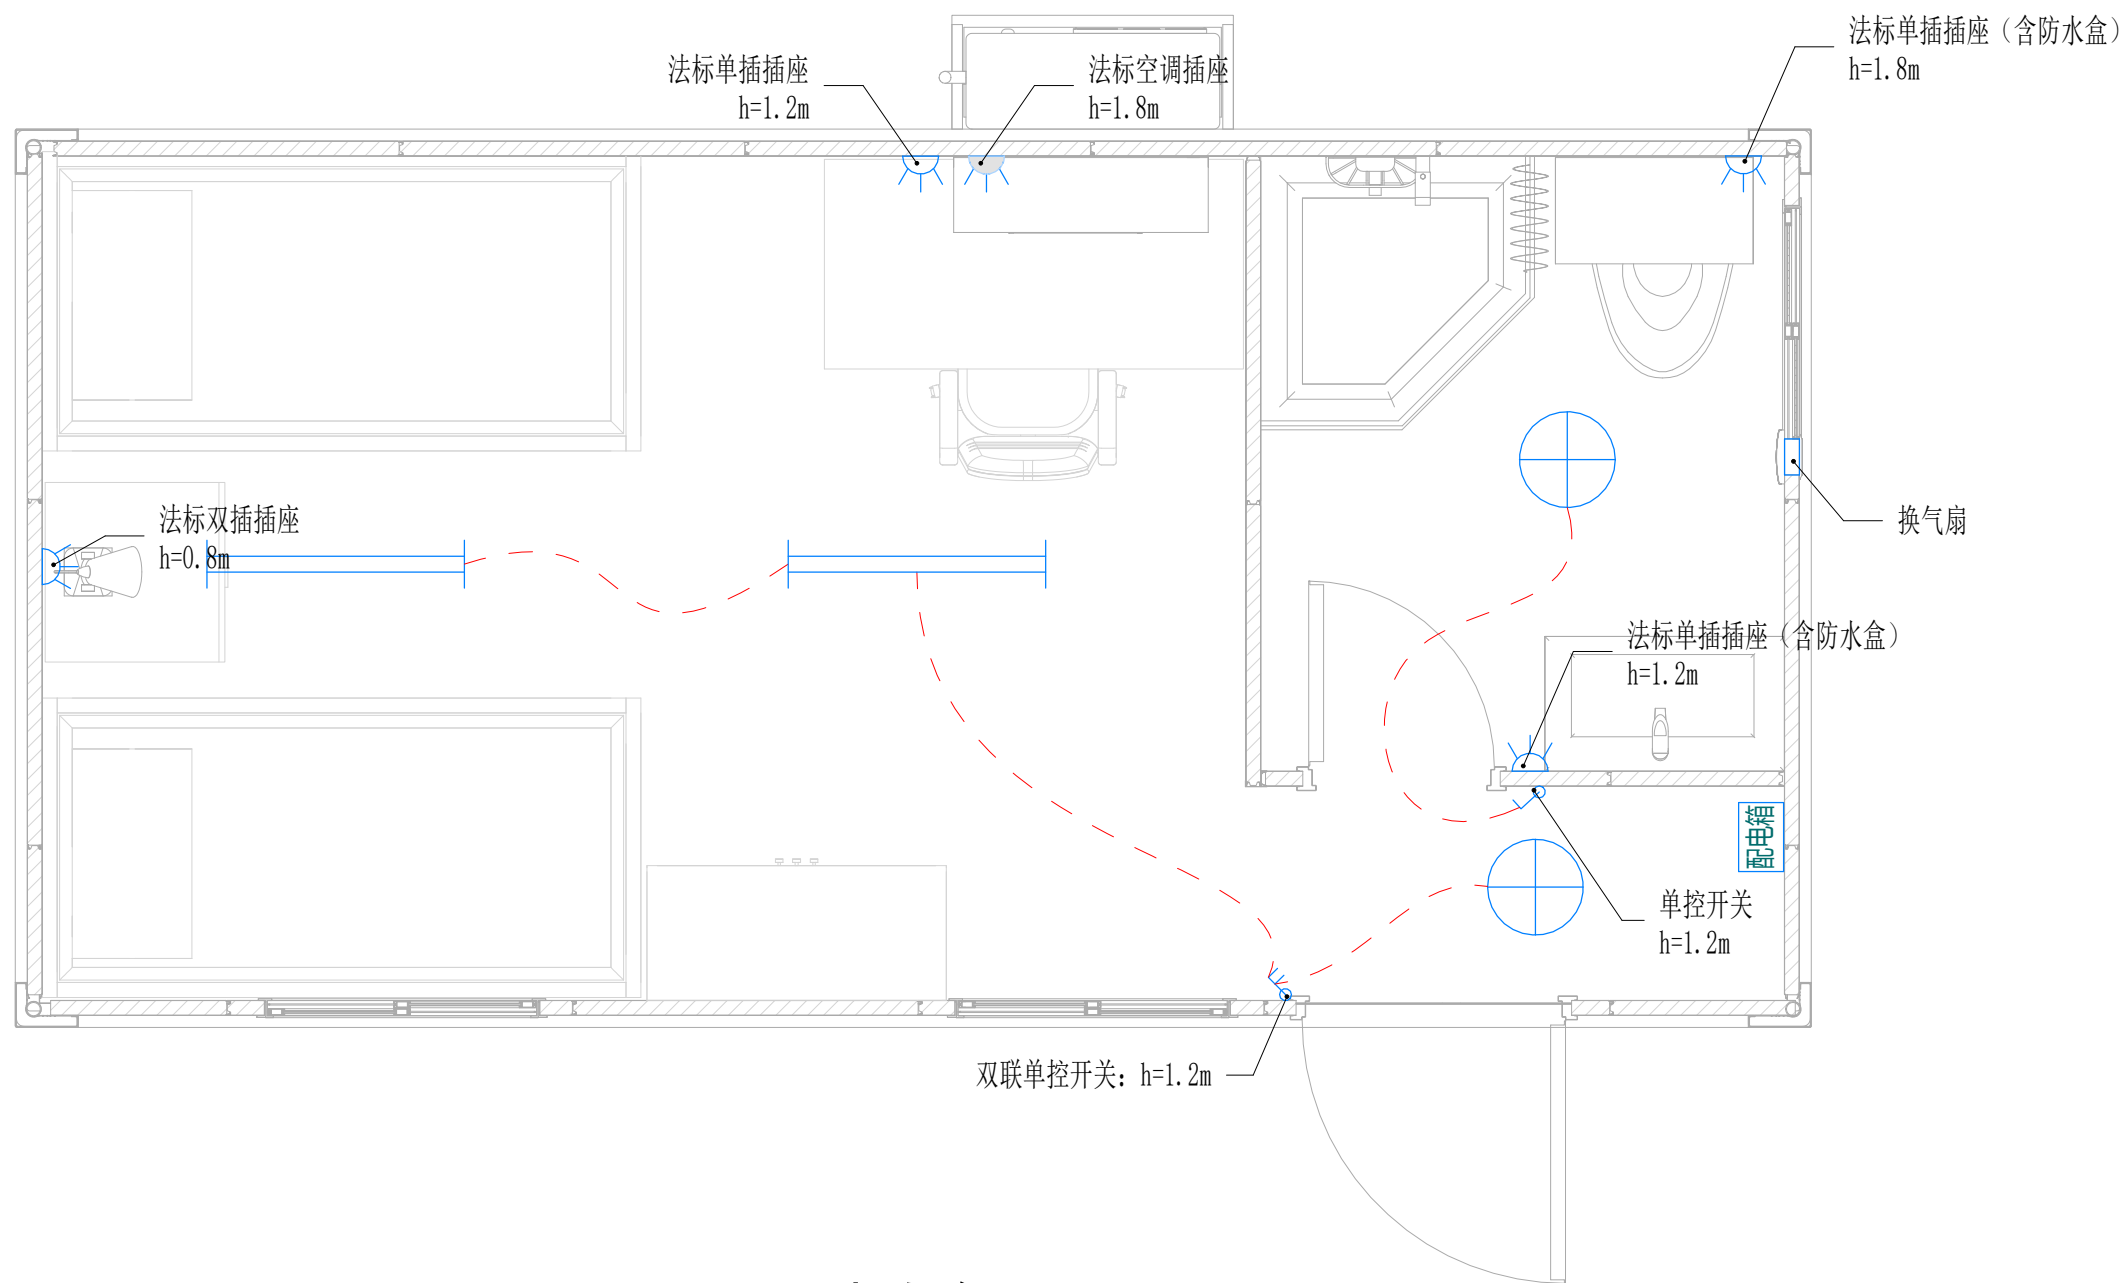 法标单插插座（含防水盒）
h=1.8m
法标单插插座
h=1.2m
法标空调插座
h=1.8m
法标双插插座
h=0.8m
换气扇
法标单插插座（含防水盒）
h=1.2m
配电箱
单控开关
h=1.2m
双联单控开关: h=1.2m